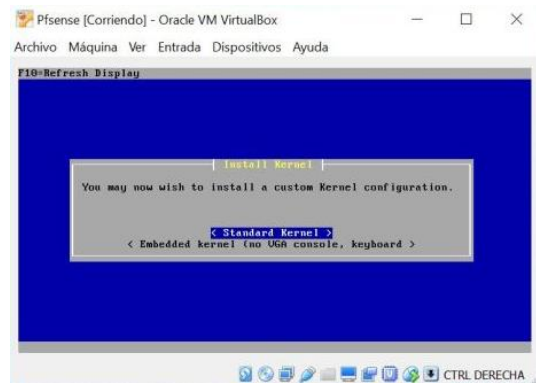 Pfsense [Corriendo] - Oracle VM VirtualBox
Archivo Máquina Ver Entrada Dispositivos Ayuda
F10=Refresh Display
Install Kernel
You may now wish to install a custom Kernel configuration.
< Standard Kernel >
< Embedded kernel (no VGA console, keyboard >
CTRL DERECHA